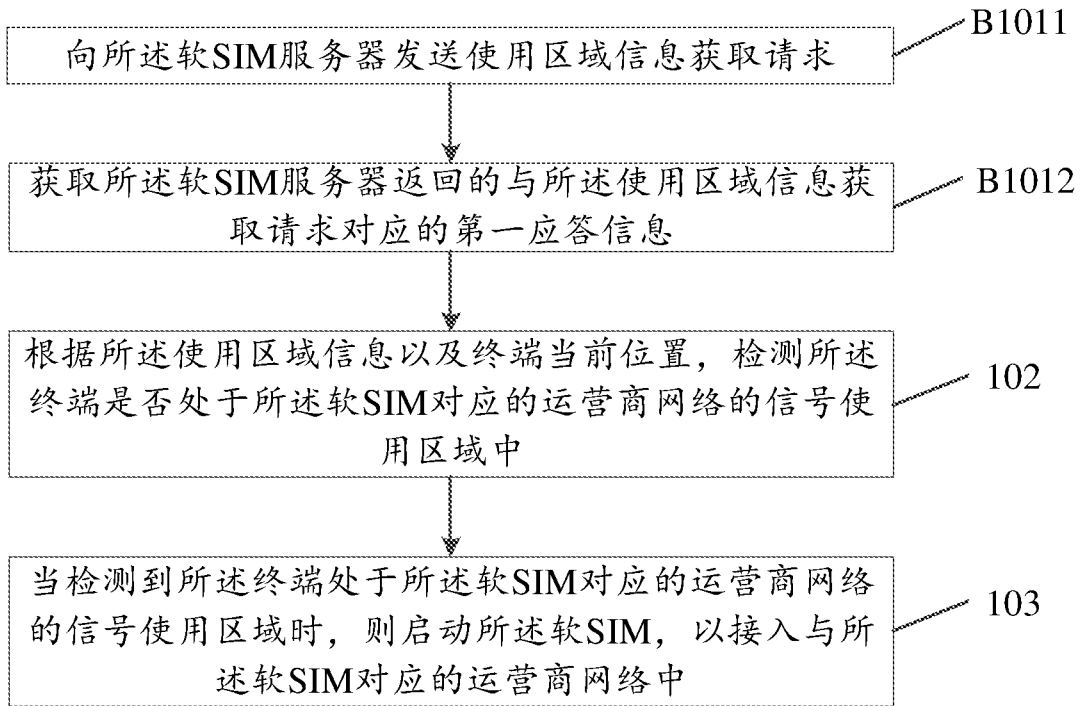 B1011
向所述软SIM服务器发送使用区域信息获取请求
B1012
获取所述软SIM服务器返回的与所述使用区域信息获
取请求对应的第一应答信息
102
根据所述使用区域信息以及终端当前位置，检测所述
终端是否处于所述软SIM对应的运营商网络的信号使
用区域中
103
当检测到所述终端处于所述软SIM对应的运营商网络
的信号使用区域时，则启动所述软SIM，以接入与所
述软SIM对应的运营商网络中